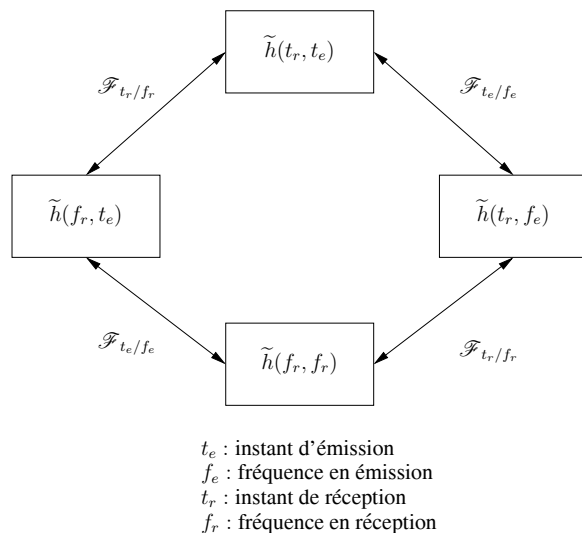 h̃(t_r, t_e)
ℱ_{t_r/f_r}
ℱ_{t_e/f_e}
h̃(f_r, t_e)
h̃(t_r, f_e)
ℱ_{t_e/f_e}
ℱ_{t_r/f_r}
h̃(f_r, f_r)
t_e : instant d'émission
f_e : fréquence en émission
t_r : instant de réception
f_r : fréquence en réception